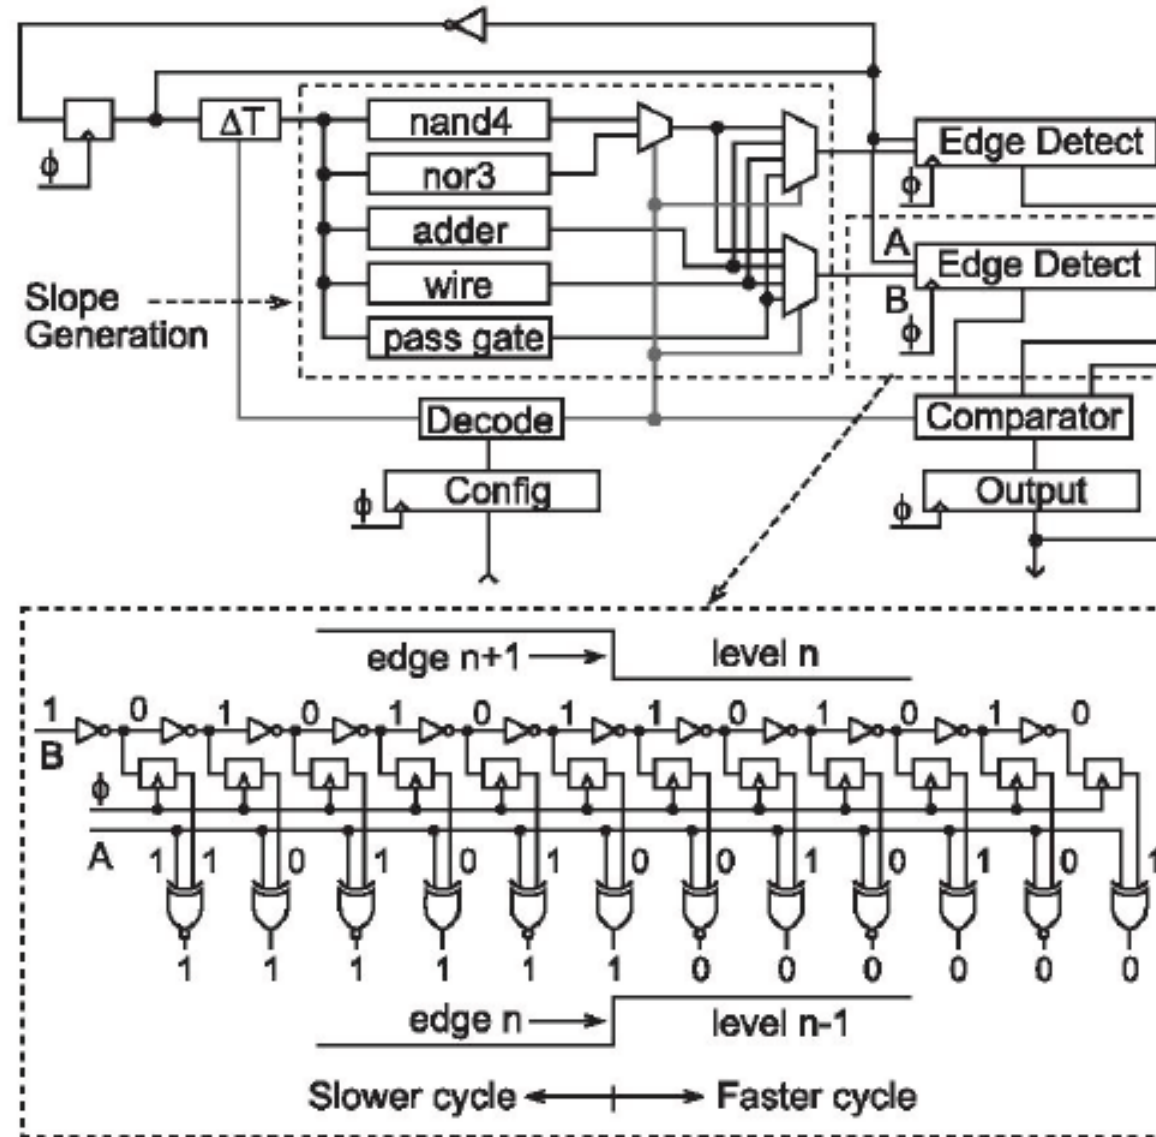 ΔT
nand4
nor3
adder
wire
pass gate
Edge Detect
Edge Detect
A
B
ϕ
ϕ
ϕ
Slope
Generation
Decode
Comparator
Config
Output
ϕ
ϕ
edge n+1
level n
1 0 1 0 1 0 1 1 0 1 0 1 0
B
ϕ
A
1 1 0 1 0 1 0 0 1 0 1 0 1
1 1 1 1 1 1 0 0 0 0 0 0
edge n
level n-1
Slower cycle
Faster cycle